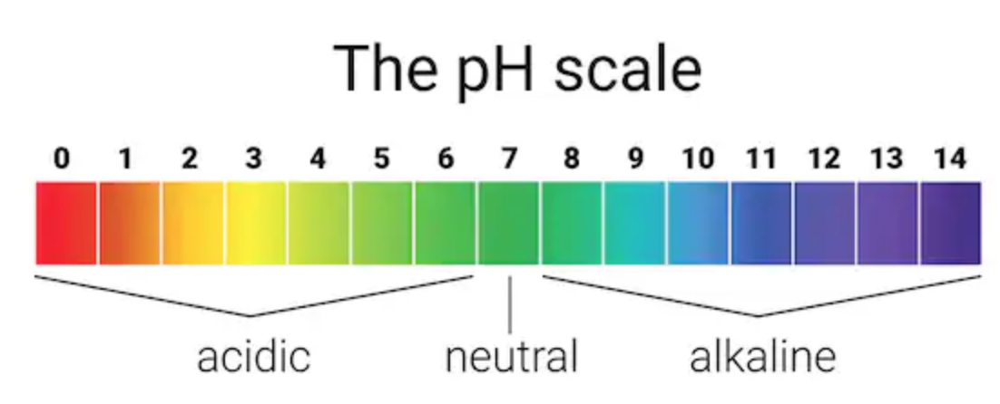 The pH scale
0 1 2 3 4 5 6 7 8 9 10 11 12 13 14
acidic neutral alkaline